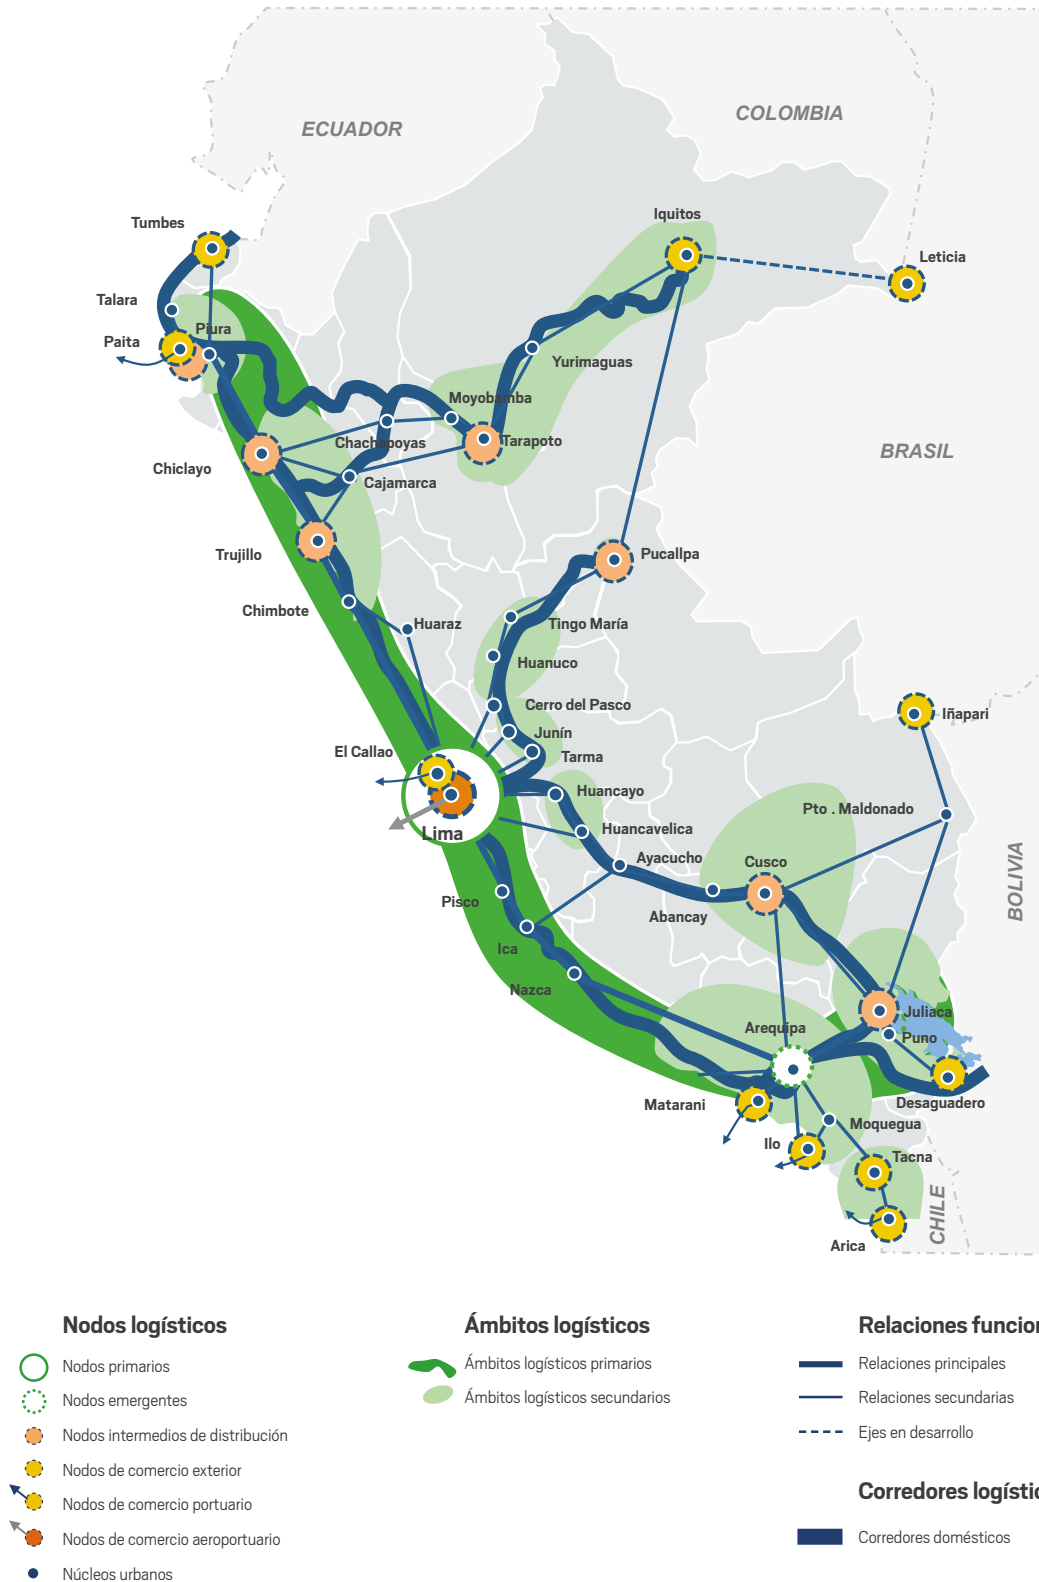 COLOMBIA
ECUADOR
Iquitos
Tumbes
Leticia
Talara
Piura
Paita
Yurimaguas
Moyobamba
Chachapoyas
Tarapoto
BRASIL
Chiclayo
Cajamarca
Trujillo
Pucallpa
Chimbote
Huaraz
Tingo María
Huanuco
Cerro del Pasco
Iñapari
Junín
El Callao
Tarma
Huancayo
Pto . Maldonado
Lima
Huancavelica
Ayacucho
Cusco
BOLIVIA
Pisco
Abancay
Ica
Nazca
Juliaca
Arequipa
Puno
Matarani
Desaguadero
Moquegua
Ilo
Tacna
CHILE
Arica
Nodos logísticos
Nodos primarios
Nodos emergentes
Nodos intermedios de distribución
Nodos de comercio exterior
Nodos de comercio portuario
Nodos de comercio aeroportuario
Núcleos urbanos
Ámbitos logísticos
Ámbitos logísticos primarios
Ámbitos logísticos secundarios
Relaciones funcion
Relaciones principales
Relaciones secundarias
Ejes en desarrollo
Corredores logístic
Corredores domésticos